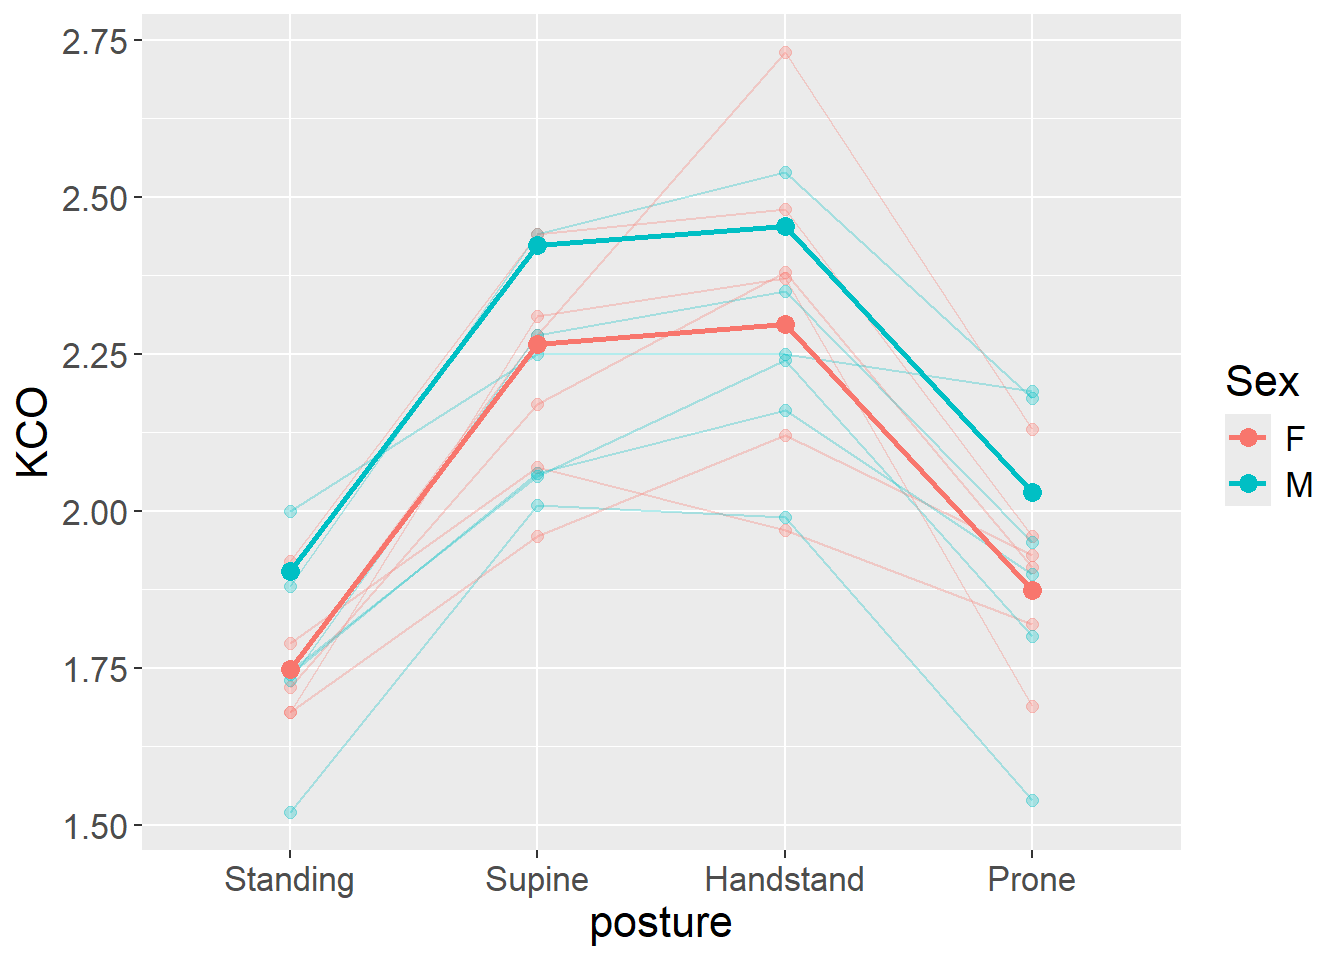 2.75
2.50
2.25
2.00
1.75
1.50
KCO
Standing Supine Handstand Prone
posture
Sex
F
M